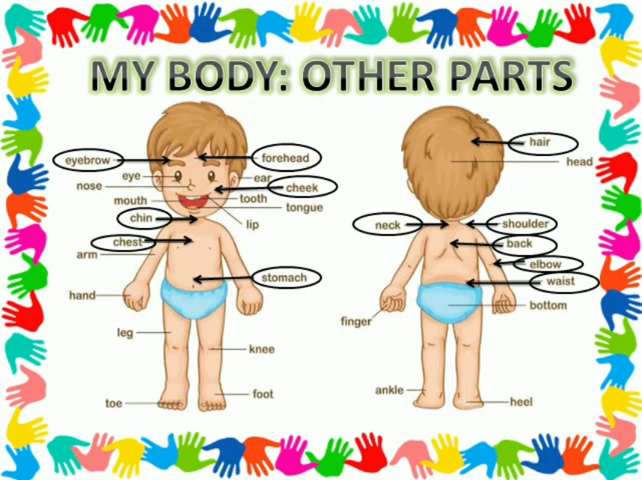 MY BODY: OTHER PARTS
eyebrow
forehead
eye
ear
nose
cheek
mouth
tooth
tongue
chin
lip
chest
arm
stomach
hand
leg
knee
foot
toe
hair
head
neck
shoulder
back
elbow
waist
bottom
finger
ankle
heel